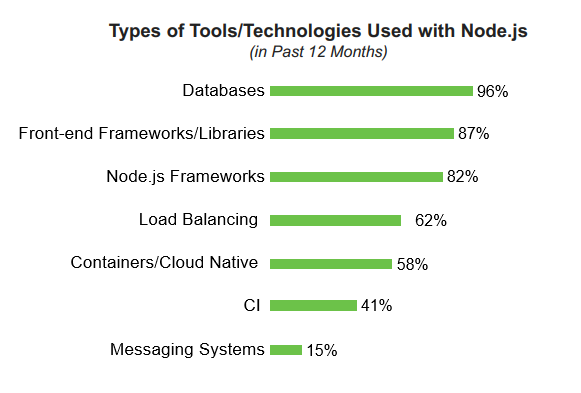 Types of Tools/Technologies Used with Node.js
(in Past 12 Months)
Databases 96%
Front-end Frameworks/Libraries 87%
Node.js Frameworks 82%
Load Balancing 62%
Containers/Cloud Native 58%
CI 41%
Messaging Systems 15%